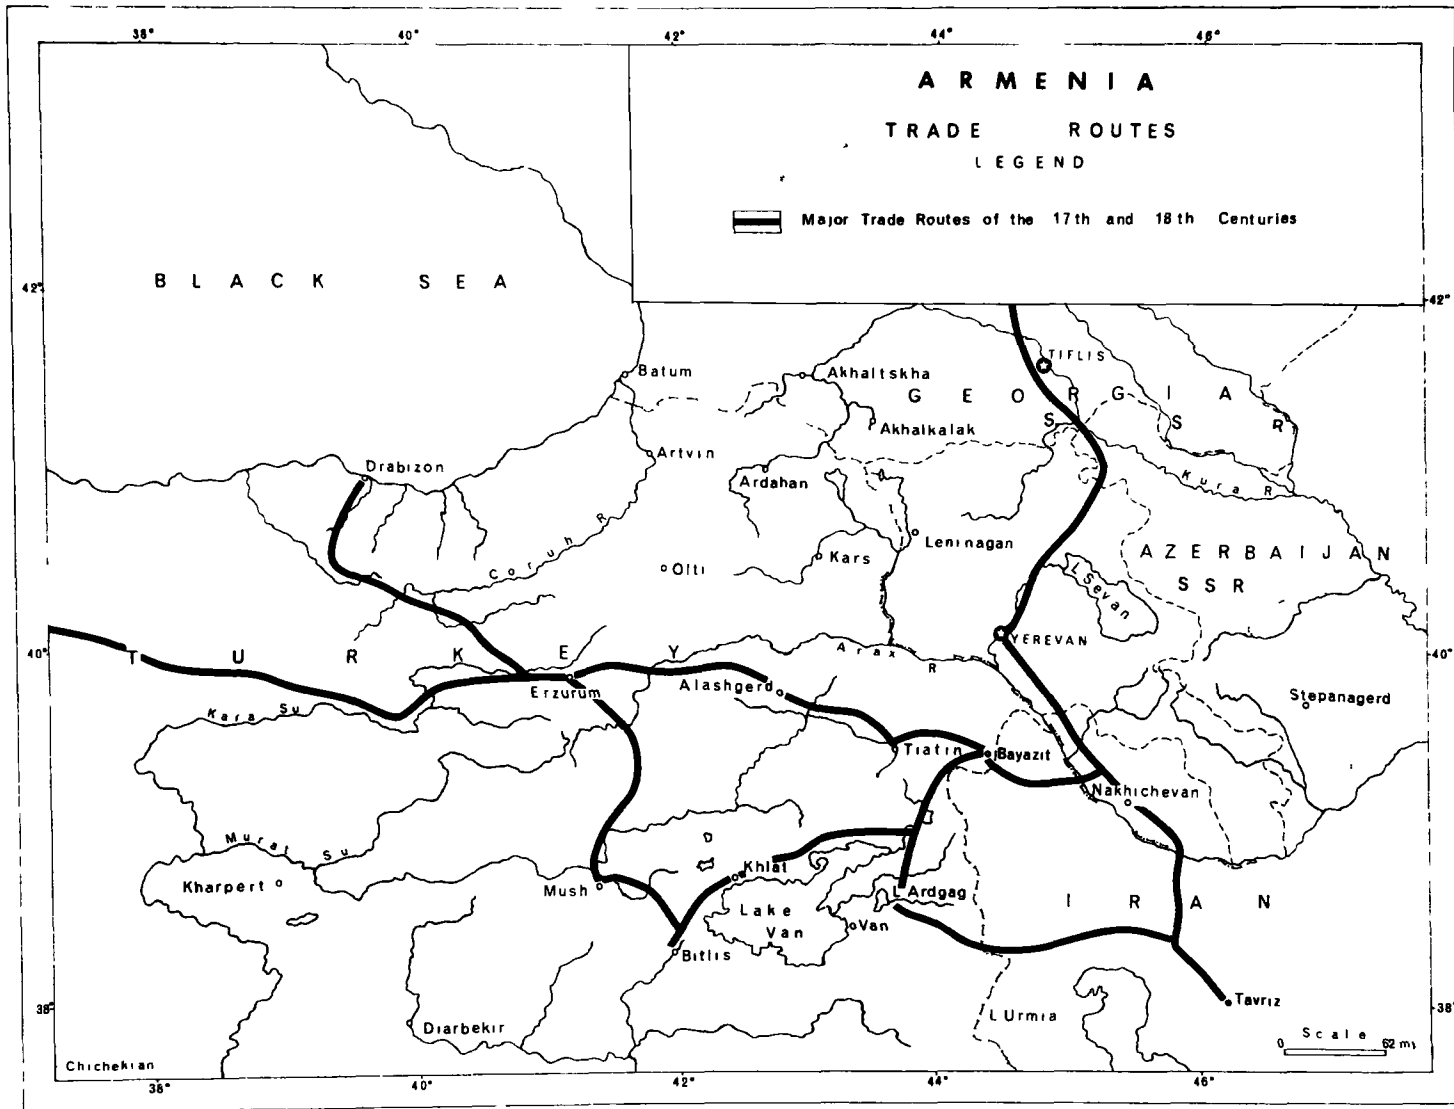 38° 40° 42° 44° 46°
ARMENIA
TRADE ROUTES
LEGEND
Major Trade Routes of the 17th and 18th Centuries
BLACK SEA
42° 42°
TIFLIS
Batum
Akhaltskha
GEORGIA
SSR
Akhalkalak
Artvin
Drabizon
Ardahan
Kura R
Coruh R
Leninagan
Kars
Olti
AZERBAIJAN
SSR
L Sevan
YEREVAN
40° 40°
TURKEY
Arax R
Erzurum
Alashgerd
Stepanagerd
Kara Su
Tiatin
Bayazit
Nakhichevan
Murat Su
Khlat
Kharpert
Mush
L Ardgag
IRAN
Lake
Van
Van
Bitlis
Tavriz
38° 38°
L Urmia
Diarbekir
Scale
0 62 mi
Chichekian
38° 40° 42° 44° 46°